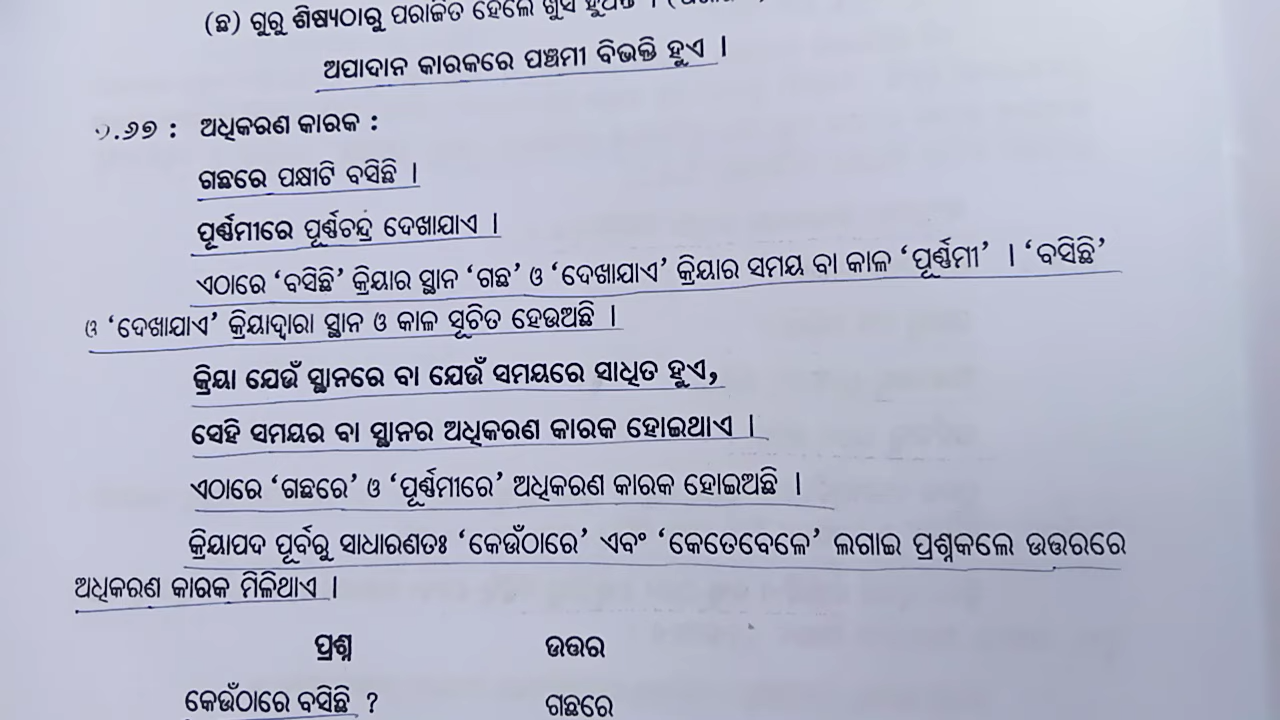 (ଛ) ଗୁରୁ ଶିଷ୍ୟଠାରୁ ପରାଜିତ ହେଲେ ଖୁସି ହୁଅନ୍ତି ।
ଅପାଦାନ କାରକରେ ପଞ୍ଚମୀ ବିଭକ୍ତି ହୁଏ ।
୬୭ : ଅଧିକରଣ କାରକ :
ଗଛରେ ପକ୍ଷୀଟି ବସିଛି ।
ପୂର୍ଣ୍ଣମୀରେ ପୂର୍ଣ୍ଣଚନ୍ଦ୍ର ଦେଖାଯାଏ ।
ଏଠାରେ ‘ବସିଛି’ କ୍ରିୟାର ସ୍ଥାନ ‘ଗଛ’ ଓ ‘ଦେଖାଯାଏ’ କ୍ରିୟାର ସମୟ ବା କାଳ ‘ପୂର୍ଣ୍ଣମୀ’ । ‘ବସିଛି’
ଓ ‘ଦେଖାଯାଏ’ କ୍ରିୟାଦ୍ୱାରା ସ୍ଥାନ ଓ କାଳ ସୂଚିତ ହେଉଅଛି ।
କ୍ରିୟା ଯେଉଁ ସ୍ଥାନରେ ବା ଯେଉଁ ସମୟରେ ସାଧିତ ହୁଏ,
ସେହି ସମୟର ବା ସ୍ଥାନର ଅଧିକରଣ କାରକ ହୋଇଥାଏ ।
ଏଠାରେ ‘ଗଛରେ’ ଓ ‘ପୂର୍ଣ୍ଣମୀରେ’ ଅଧିକରଣ କାରକ ହୋଇଅଛି ।
କ୍ରିୟାପଦ ପୂର୍ବରୁ ସାଧାରଣତଃ ‘କେଉଁଠାରେ’ ଏବଂ ‘କେତେବେଳେ’ ଲଗାଇ ପ୍ରଶ୍ନକଲେ ଉତ୍ତରରେ
ଅଧିକରଣ କାରକ ମିଳିଥାଏ ।
ପ୍ରଶ୍ନ ଉତ୍ତର
କେଉଁଠାରେ ବସିଛି ? ଗଛରେ